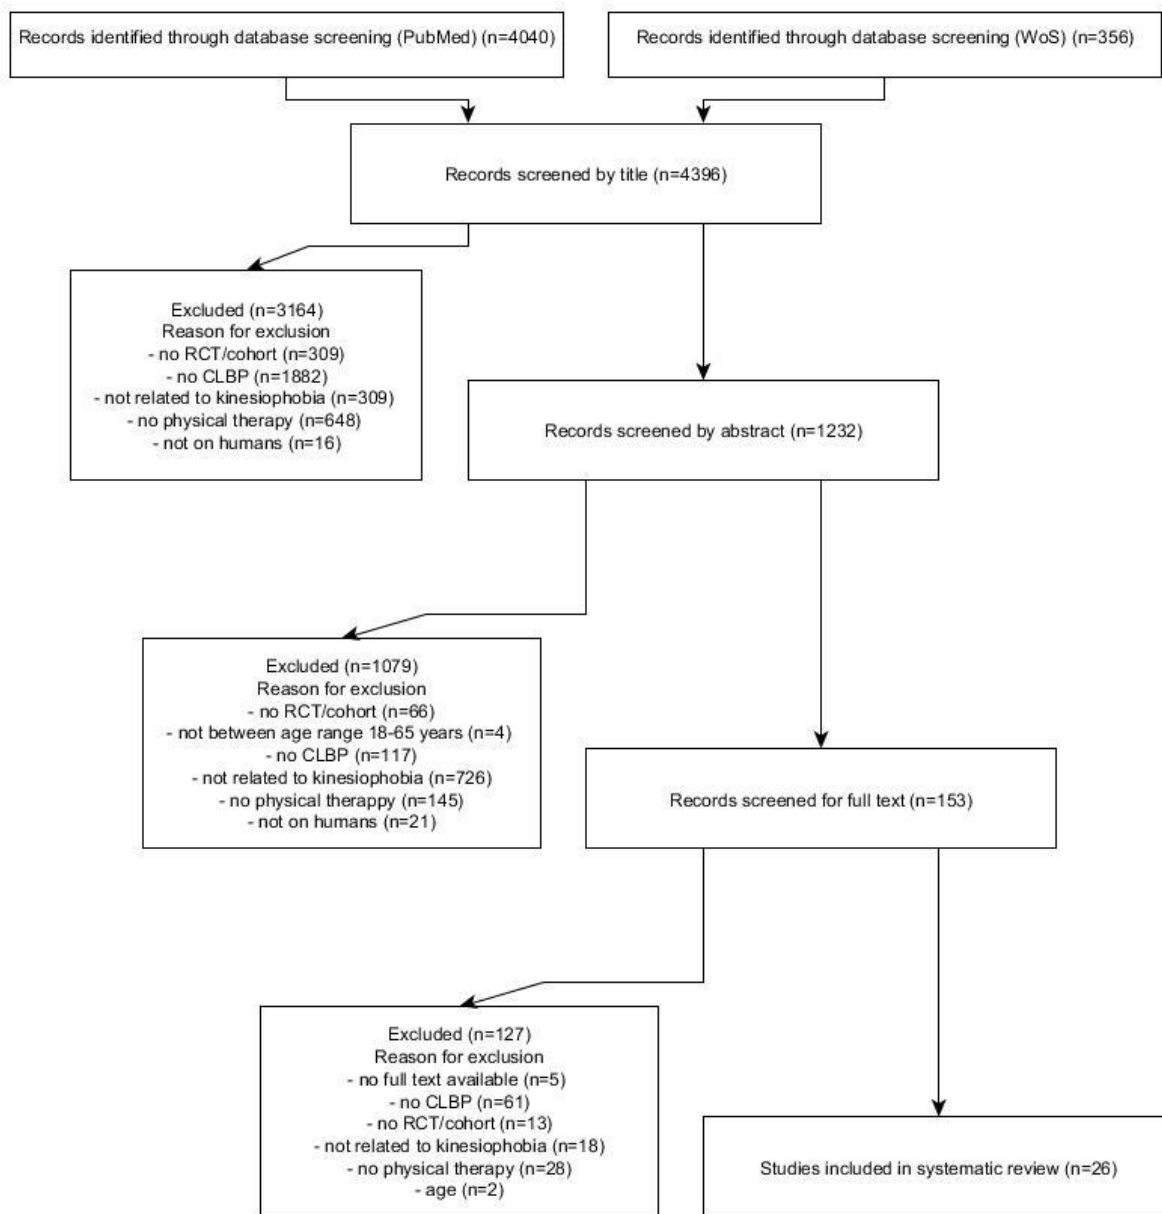 Records identified through database screening (PubMed) (n=4040)
Records identified through database screening (WoS) (n=356)
Records screened by title (n=4396)
Excluded (n=3164)
Reason for exclusion
- no RCT/cohort (n=309)
- no CLBP (n=1882)
- not related to kinesiophobia (n=309)
- no physical therapy (n=648)
- not on humans (n=16)
Records screened by abstract (n=1232)
Excluded (n=1079)
Reason for exclusion
- no RCT/cohort (n=66)
- not between age range 18-65 years (n=4)
- no CLBP (n=117)
- not related to kinesiophobia (n=726)
- no physical therappy (n=145)
- not on humans (n=21)
Records screened for full text (n=153)
Excluded (n=127)
Reason for exclusion
- no full text available (n=5)
- no CLBP (n=61)
- no RCT/cohort (n=13)
- not related to kinesiophobia (n=18)
- no physical therapy (n=28)
- age (n=2)
Studies included in systematic review (n=26)